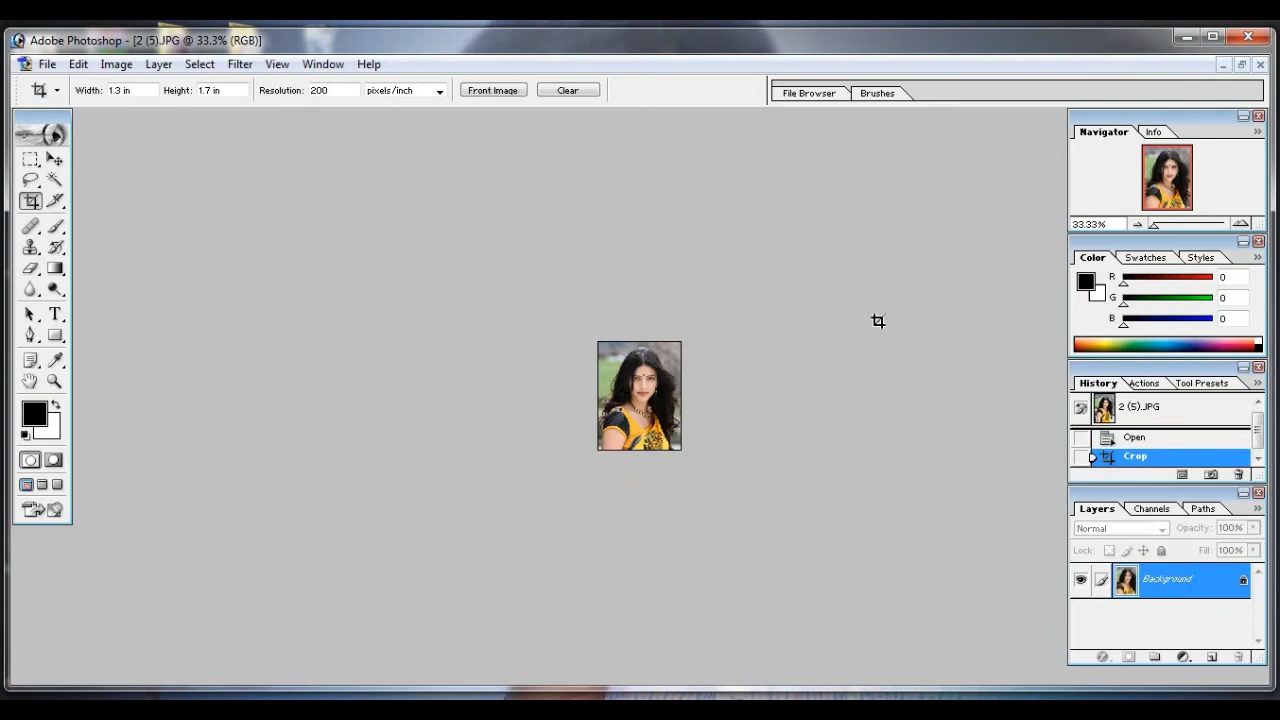 Adobe Photoshop - [2 (5).JPG @ 33.3% (RGB)]
File Edit Image Layer Select Filter View Window Help
Width: 1.3 in Height: 1.7 in Resolution: 200 pixels/inch Front Image Clear File Browser Brushes
Navigator Info
33.33%
Color Swatches Styles
R 0
G 0
B 0
History Actions Tool Presets
2 (5).JPG
Open
Crop
Layers Channels Paths
Normal Opacity: 100%
Lock: Fill: 100%
Background
T